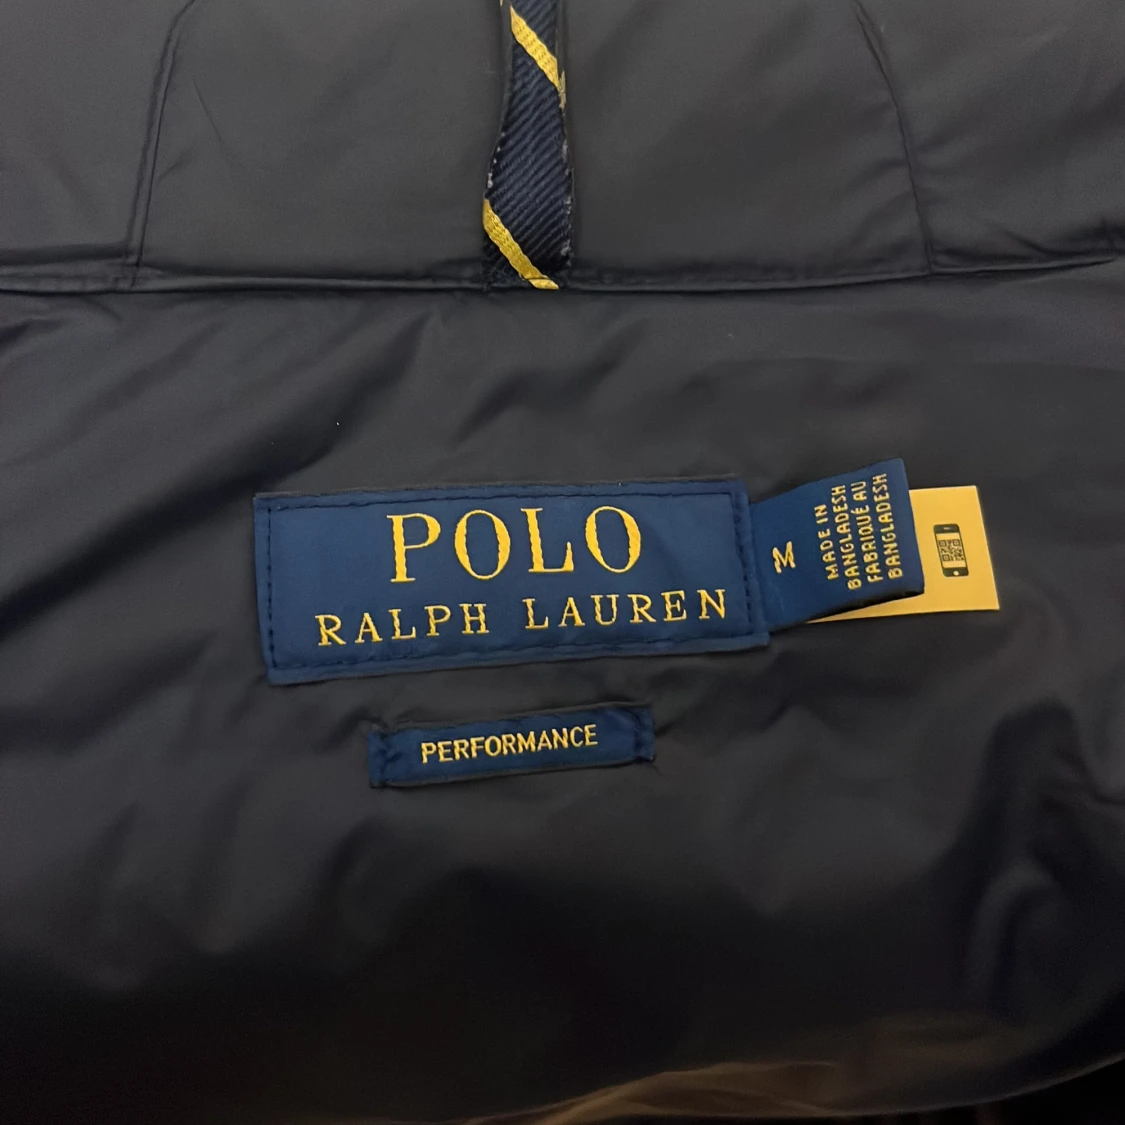 POLO
RALPH LAUREN
M
MADE IN
BANGLADESH
FABRIQUÉ AU
BANGLADESH
PERFORMANCE